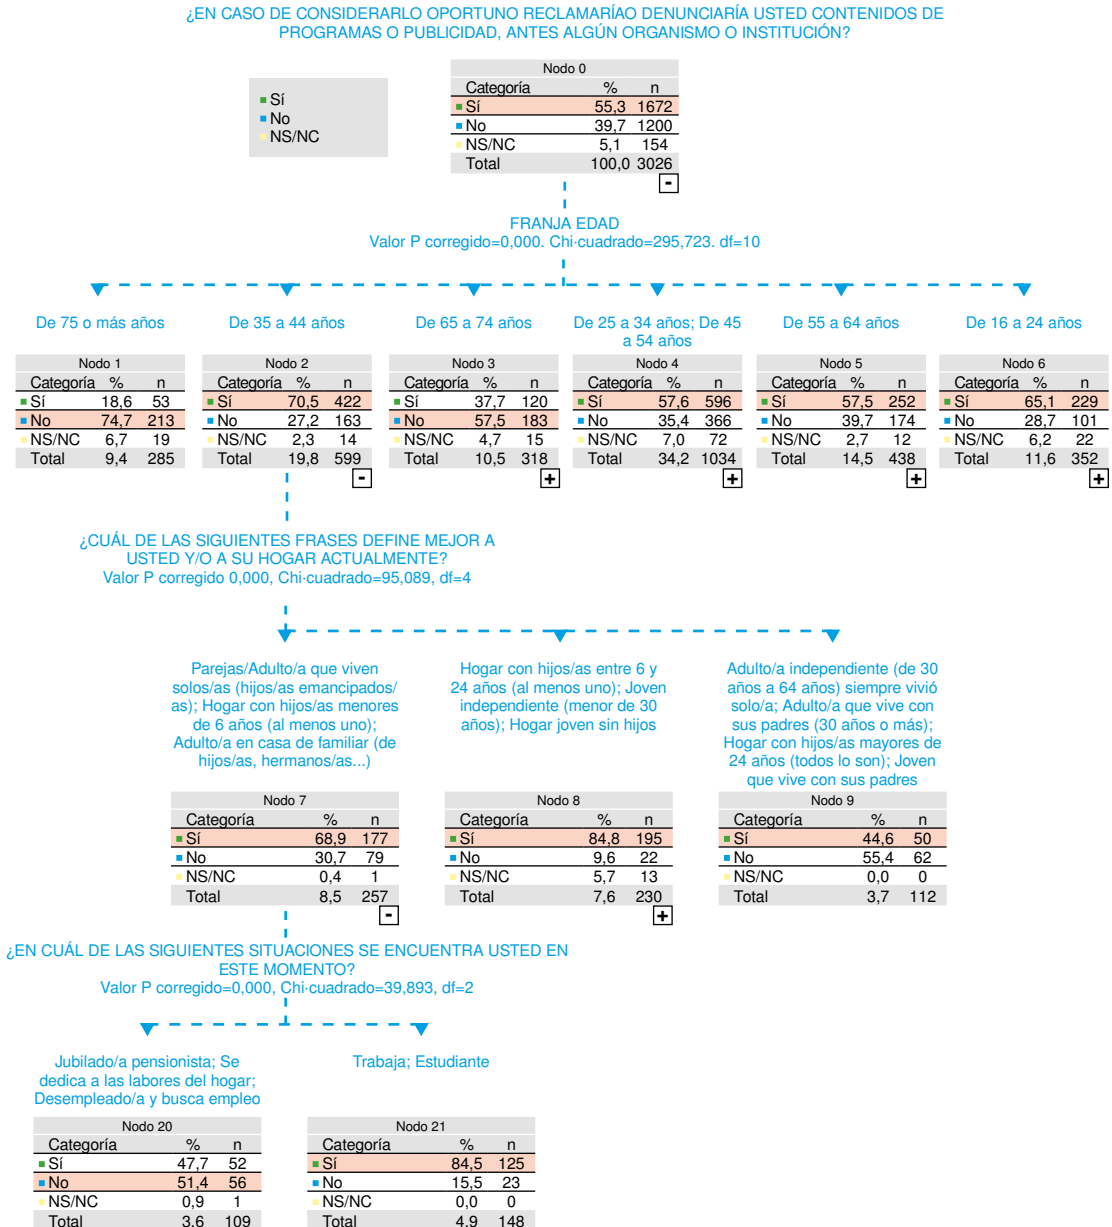 ¿EN CASO DE CONSIDERARLO OPORTUNO RECLAMARÍAO DENUNCIARÍA USTED CONTENIDOS DE
PROGRAMAS O PUBLICIDAD, ANTES ALGÚN ORGANISMO O INSTITUCIÓN?
Sí
No
NS/NC
Nodo 0
Categoría % n
Sí 55,3 1672
No 39,7 1200
NS/NC 5,1 154
Total 100,0 3026
-
FRANJA EDAD
Valor P corregido=0,000. Chi·cuadrado=295,723. df=10
De 75 o más años
Nodo 1
Categoría % n
Sí 18,6 53
No 74,7 213
NS/NC 6,7 19
Total 9,4 285
De 35 a 44 años
Nodo 2
Categoría % n
Sí 70,5 422
No 27,2 163
NS/NC 2,3 14
Total 19,8 599
-
De 65 a 74 años
Nodo 3
Categoría % n
Sí 37,7 120
No 57,5 183
NS/NC 4,7 15
Total 10,5 318
+
De 25 a 34 años; De 45
a 54 años
Nodo 4
Categoría % n
Sí 57,6 596
No 35,4 366
NS/NC 7,0 72
Total 34,2 1034
+
De 55 a 64 años
Nodo 5
Categoría % n
Sí 57,5 252
No 39,7 174
NS/NC 2,7 12
Total 14,5 438
+
De 16 a 24 años
Nodo 6
Categoría % n
Sí 65,1 229
No 28,7 101
NS/NC 6,2 22
Total 11,6 352
+
¿CUÁL DE LAS SIGUIENTES FRASES DEFINE MEJOR A
USTED Y/O A SU HOGAR ACTUALMENTE?
Valor P corregido 0,000, Chi·cuadrado=95,089, df=4
Parejas/Adulto/a que viven
solos/as (hijos/as emancipados/
as); Hogar con hijos/as menores
de 6 años (al menos uno);
Adulto/a en casa de familiar (de
hijos/as, hermanos/as...)
Nodo 7
Categoría % n
Sí 68,9 177
No 30,7 79
NS/NC 0,4 1
Total 8,5 257
-
Hogar con hijos/as entre 6 y
24 años (al menos uno); Joven
independiente (menor de 30
años); Hogar joven sin hijos
Nodo 8
Categoría % n
Sí 84,8 195
No 9,6 22
NS/NC 5,7 13
Total 7,6 230
+
Adulto/a independiente (de 30
años a 64 años) siempre vivió
solo/a; Adulto/a que vive con
sus padres (30 años o más);
Hogar con hijos/as mayores de
24 años (todos lo son); Joven
que vive con sus padres
Nodo 9
Categoría % n
Sí 44,6 50
No 55,4 62
NS/NC 0,0 0
Total 3,7 112
¿EN CUÁL DE LAS SIGUIENTES SITUACIONES SE ENCUENTRA USTED EN
ESTE MOMENTO?
Valor P corregido=0,000, Chi·cuadrado=39,893, df=2
Jubilado/a pensionista; Se
dedica a las labores del hogar;
Desempleado/a y busca empleo
Nodo 20
Categoría % n
Sí 47,7 52
No 51,4 56
NS/NC 0,9 1
Total 3,6 109
Trabaja; Estudiante
Nodo 21
Categoría % n
Sí 84,5 125
No 15,5 23
NS/NC 0,0 0
Total 4,9 148